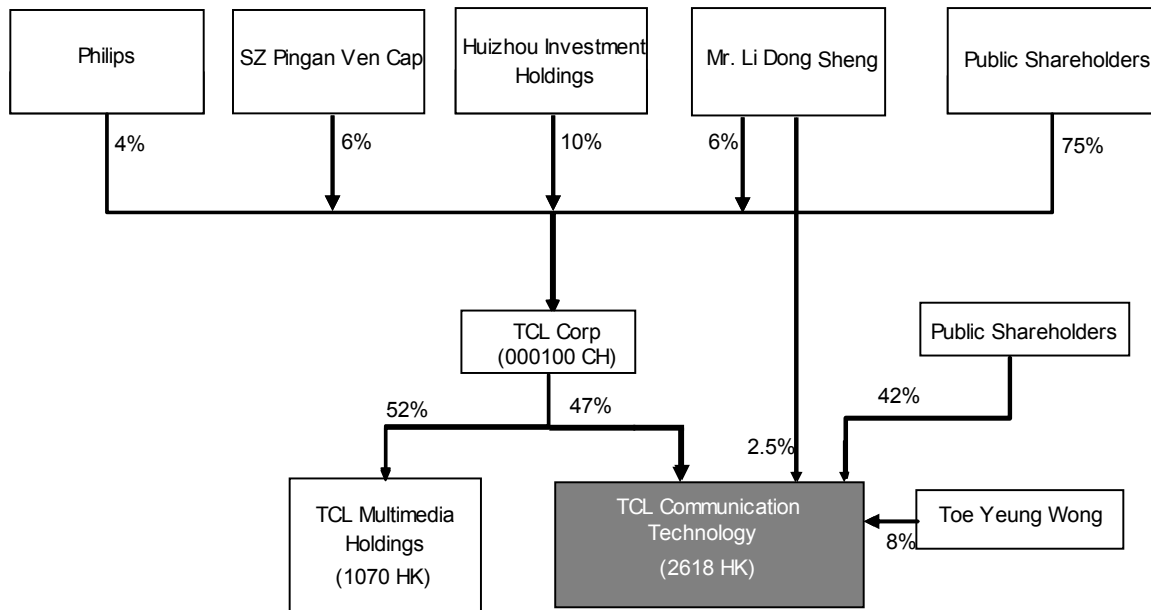 Philips
SZ Pingan Ven Cap
Huizhou Investment
Holdings
Mr. Li Dong Sheng
Public Shareholders
4%
6%
10%
6%
75%
TCL Corp
(000100 CH)
Public Shareholders
52%
47%
42%
2.5%
TCL Multimedia
Holdings
(1070 HK)
TCL Communication
Technology
(2618 HK)
Toe Yeung Wong
8%